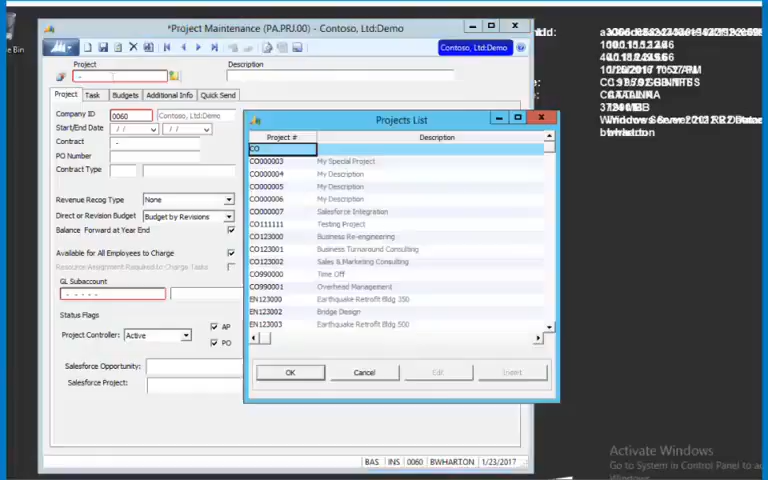 *Project Maintenance (PA.PRJ.00) - Contoso, Ltd:Demo
Contoso, Ltd:Demo
Project
Description
Project
Task
Budgets
Additional Info
Quick Send
Company ID
0060
Contoso, Ltd:Demo
Start/End Date
/ /
/ /
Contract
-
PO Number
Contract Type
Revenue Recog Type
None
Direct or Revision Budget
Budget by Revisions
Balance Forward at Year End
Available for All Employees to Charge
Resource Assignment Required to Charge Tasks
GL Subaccount
- - - - -
Status Flags
Project Controller:
Active
AP
PO
Salesforce Opportunity:
Salesforce Project:
BAS
INS
0060
BWHARTON
1/23/2017
Projects List
Project #
Description
CO
CO000003 My Special Project
CO000004 My Description
CO000005 My Description
CO000006 My Description
CO000007 Salesforce Integration
CO111111 Testing Project
CO123000 Business Re-engineering
CO123001 Business Turnaround Consulting
CO123002 Sales & Marketing Consulting
CO990000 Time Off
CO990001 Overhead Management
EN123000 Earthquake Retrofit Bldg 350
EN123002 Bridge Design
EN123003 Earthquake Retrofit Bldg 500
OK
Cancel
Edit
Insert
e Bin
Activate Windows
Go to System in Control Panel to ac